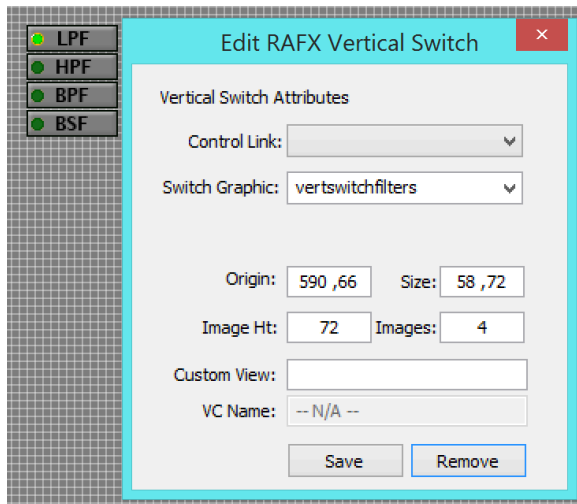 LPF
HPF
BPF
BSF
Edit RAFX Vertical Switch
×
Vertical Switch Attributes
Control Link:
Switch Graphic: vertswitchfilters
Origin: 590 ,66 Size: 58 ,72
Image Ht: 72 Images: 4
Custom View:
VC Name: -- N/A --
Save Remove